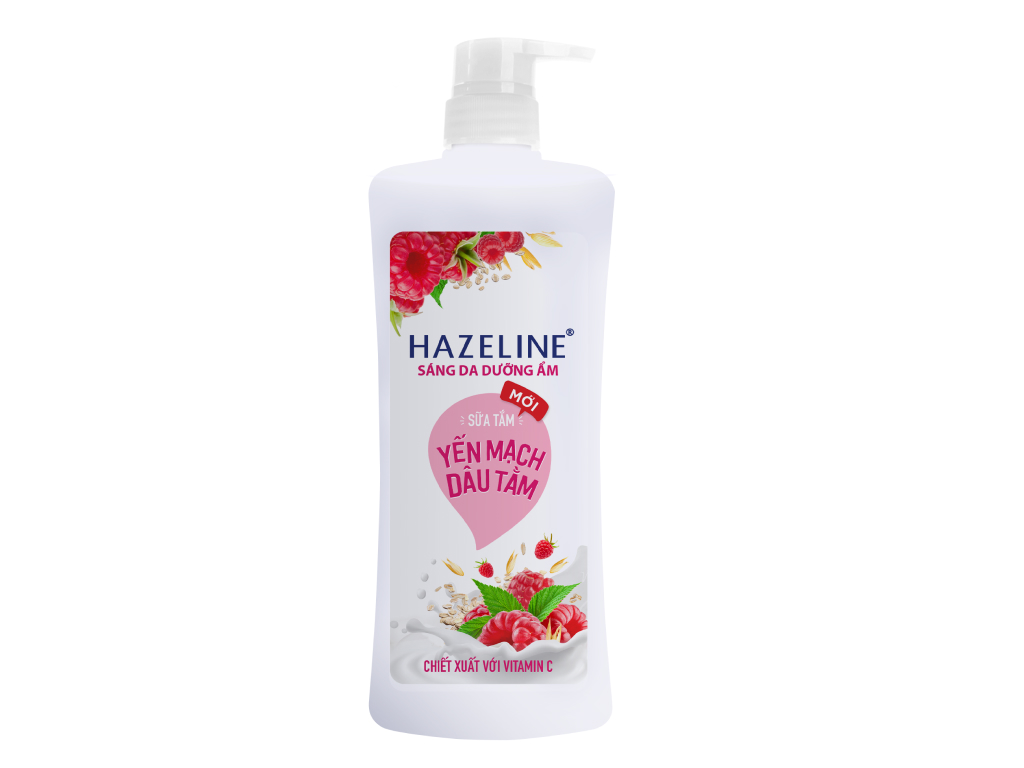 HAZELINE®
SÁNG DA DƯỠNG ẨM
MỚI
SỮA TẮM
YẾN MẠCH
DÂU TẰM
CHIẾT XUẤT VỚI VITAMIN C